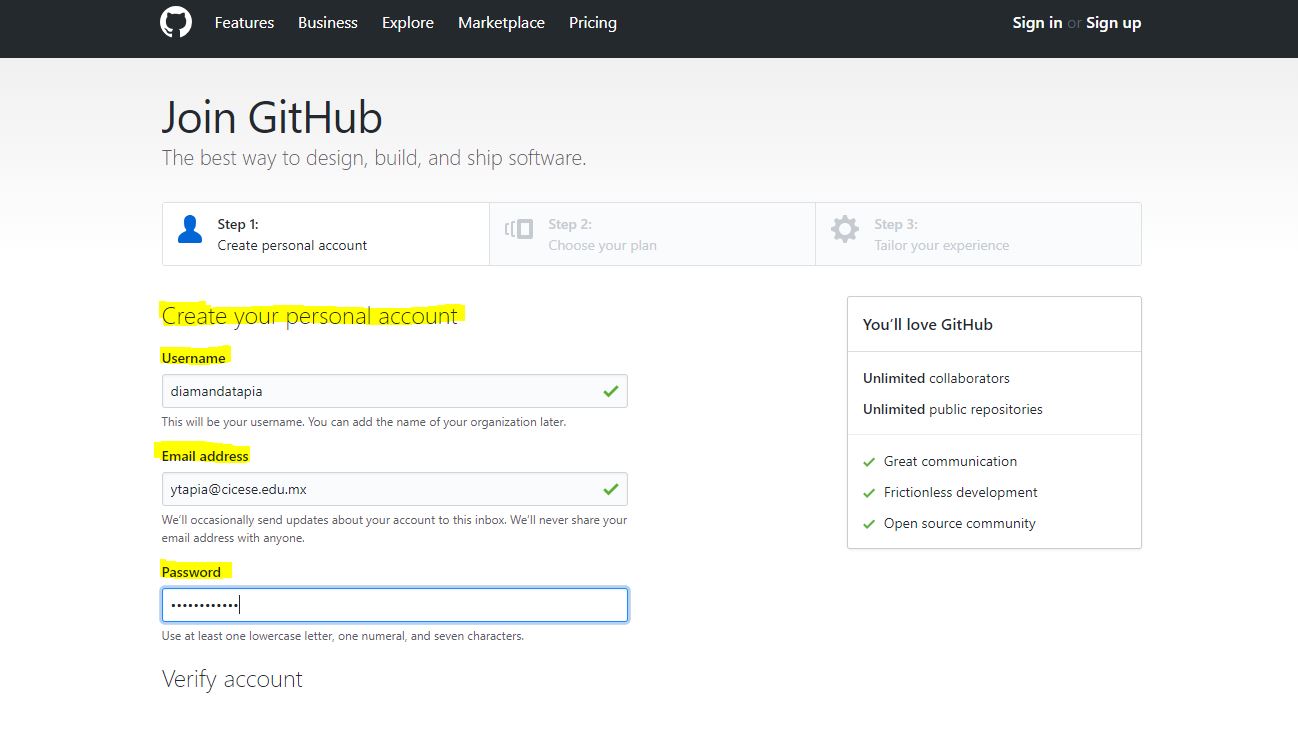 Features Business Explore Marketplace Pricing Sign in or Sign up
Join GitHub
The best way to design, build, and ship software.
Step 1:
Create personal account
Step 2:
Choose your plan
Step 3:
Tailor your experience
Create your personal account
Username
diamandatapia
This will be your username. You can add the name of your organization later.
Email address
ytapia@cicese.edu.mx
We'll occasionally send updates about your account to this inbox. We'll never share your
email address with anyone.
Password
••••••••••••
Use at least one lowercase letter, one numeral, and seven characters.
Verify account
You'll love GitHub
Unlimited collaborators
Unlimited public repositories
Great communication
Frictionless development
Open source community